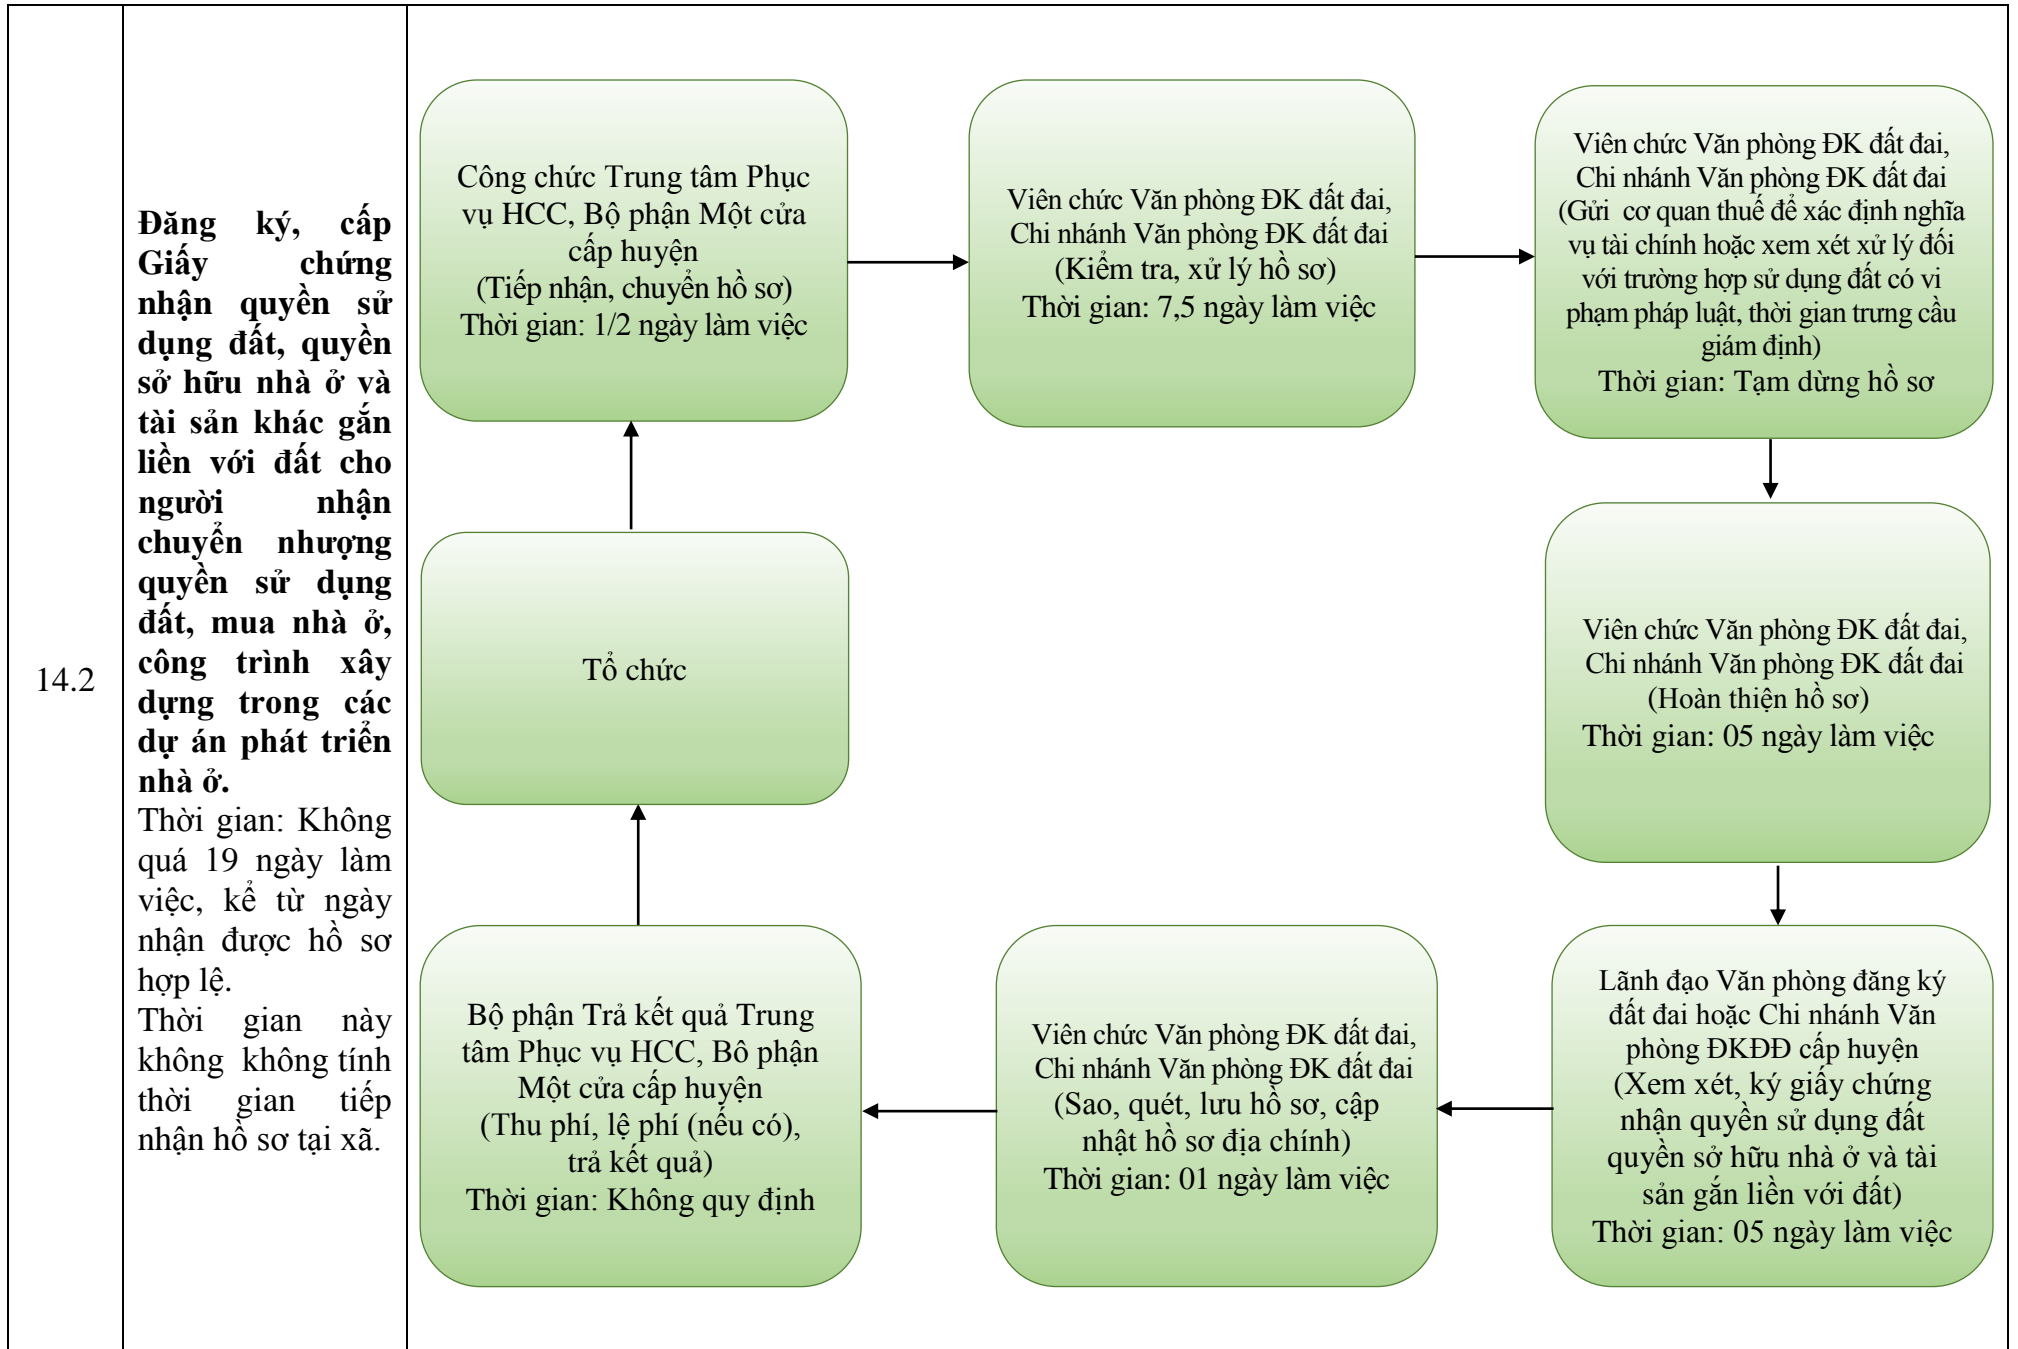 14.2
Đăng ký, cấp
Giấy chứng
nhận quyền sử
dụng đất, quyền
sở hữu nhà ở và
tài sản khác gắn
liền với đất cho
người nhận
chuyển nhượng
quyền sử dụng
đất, mua nhà ở,
công trình xây
dựng trong các
dự án phát triển
nhà ở.
Thời gian: Không
quá 19 ngày làm
việc, kể từ ngày
nhận được hồ sơ
hợp lệ.
Thời gian này
không không tính
thời gian tiếp
nhận hồ sơ tại xã.
Công chức Trung tâm Phục
vụ HCC, Bộ phận Một cửa
cấp huyện
(Tiếp nhận, chuyển hồ sơ)
Thời gian: 1/2 ngày làm việc
Viên chức Văn phòng ĐK đất đai,
Chi nhánh Văn phòng ĐK đất đai
(Kiểm tra, xử lý hồ sơ)
Thời gian: 7,5 ngày làm việc
Viên chức Văn phòng ĐK đất đai,
Chi nhánh Văn phòng ĐK đất đai
(Gửi cơ quan thuế để xác định nghĩa
vụ tài chính hoặc xem xét xử lý đối
với trường hợp sử dụng đất có vi
phạm pháp luật, thời gian trưng cầu
giám định)
Thời gian: Tạm dừng hồ sơ
Viên chức Văn phòng ĐK đất đai,
Chi nhánh Văn phòng ĐK đất đai
(Hoàn thiện hồ sơ)
Thời gian: 05 ngày làm việc
Lãnh đạo Văn phòng đăng ký
đất đai hoặc Chi nhánh Văn
phòng ĐKĐĐ cấp huyện
(Xem xét, ký giấy chứng
nhận quyền sử dụng đất
quyền sở hữu nhà ở và tài
sản gắn liền với đất)
Thời gian: 05 ngày làm việc
Viên chức Văn phòng ĐK đất đai,
Chi nhánh Văn phòng ĐK đất đai
(Sao, quét, lưu hồ sơ, cập
nhật hồ sơ địa chính)
Thời gian: 01 ngày làm việc
Bộ phận Trả kết quả Trung
tâm Phục vụ HCC, Bô phận
Một cửa cấp huyện
(Thu phí, lệ phí (nếu có),
trả kết quả)
Thời gian: Không quy định
Tổ chức